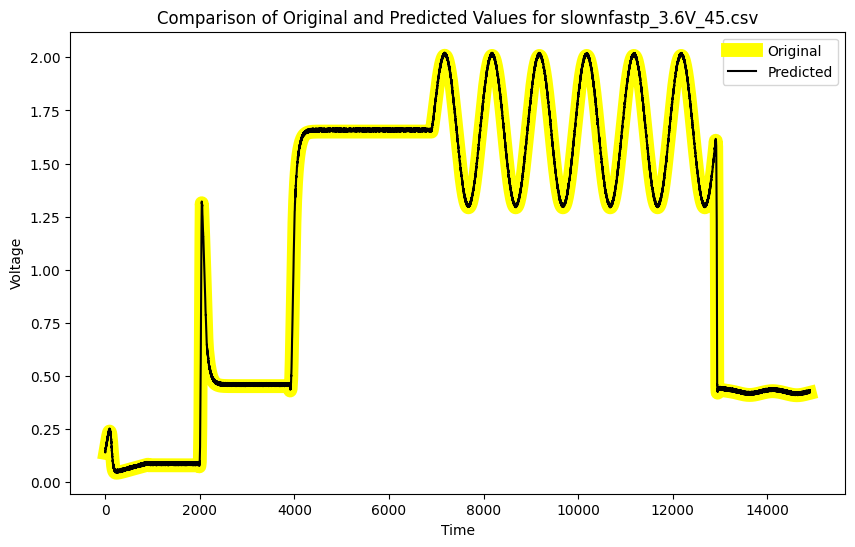 Comparison of Original and Predicted Values for slownfastp_3.6V_45.csv
Original
Predicted
Voltage
2.00
1.75
1.50
1.25
1.00
0.75
0.50
0.25
0.00
0 2000 4000 6000 8000 10000 12000 14000
Time